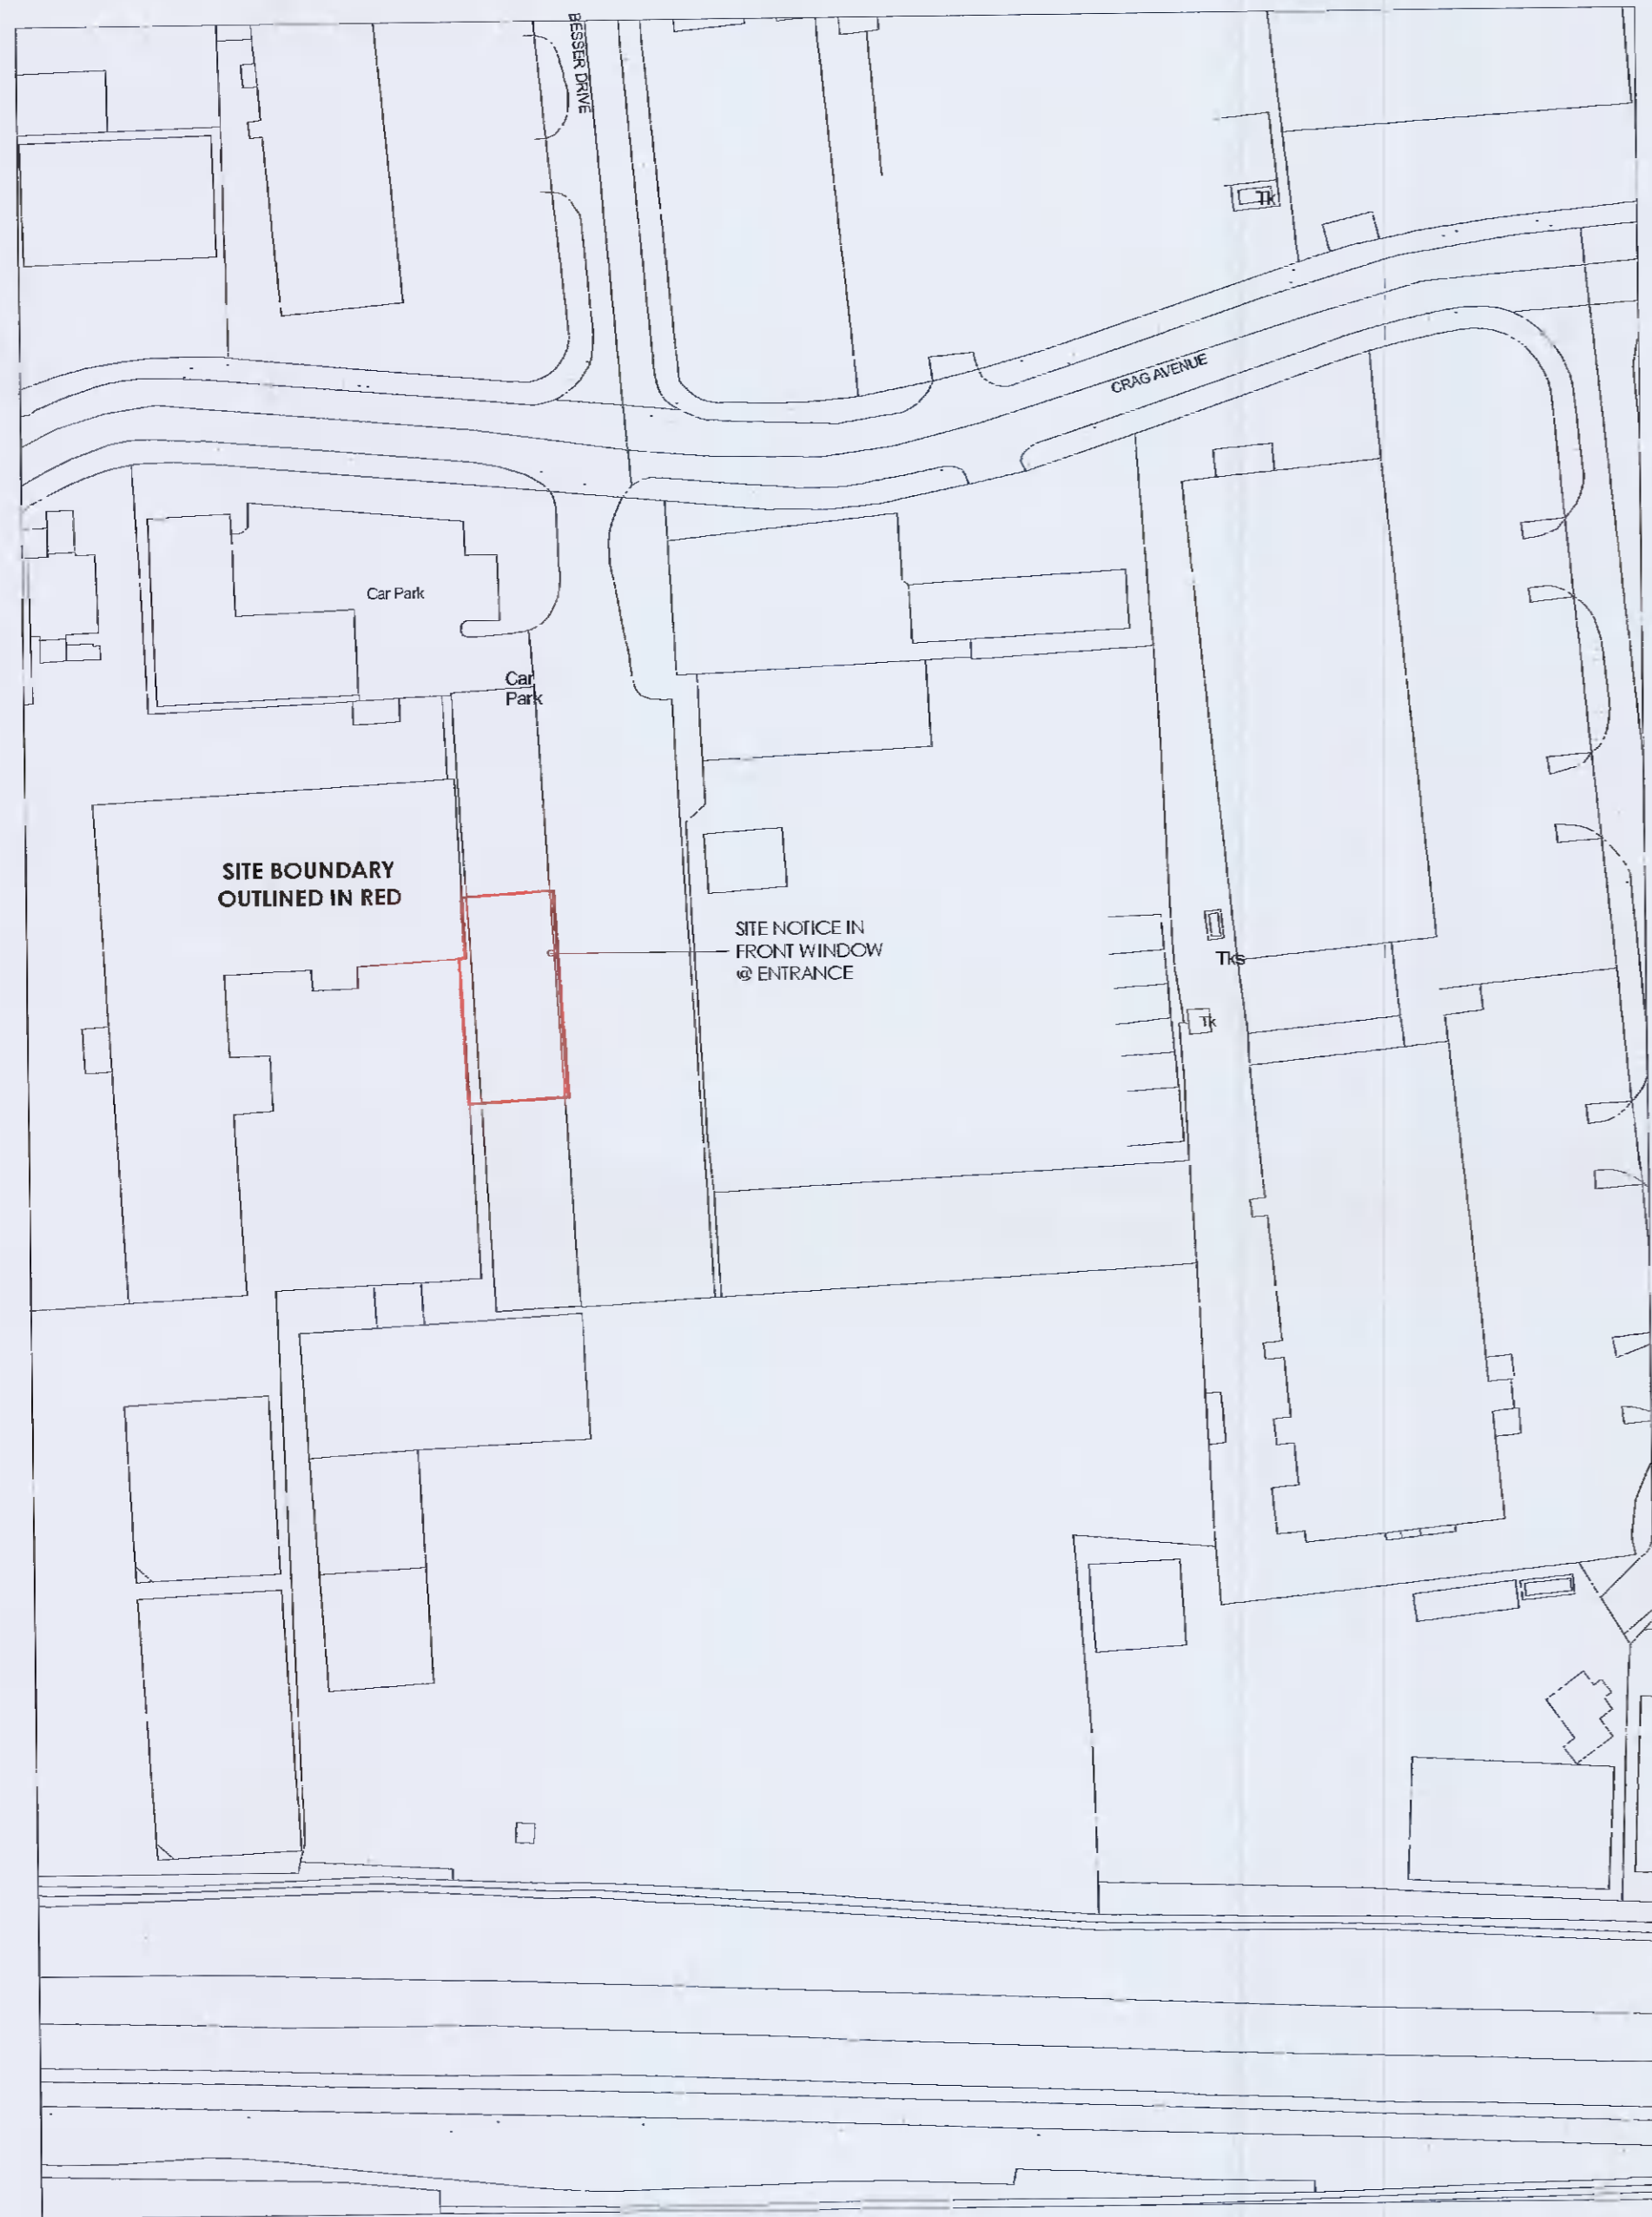 BESSER DRIVE
Tk
CRAG AVENUE
Car Park
Car
Park
SITE BOUNDARY
OUTLINED IN RED
SITE NOTICE IN
FRONT WINDOW
@ ENTRANCE
Tks
Tk